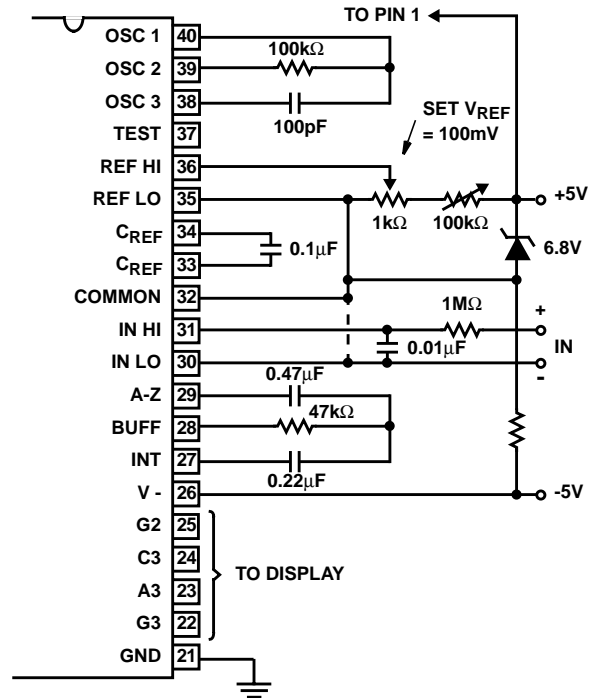 TO PIN 1
OSC 1 40
100kΩ
OSC 2 39
OSC 3 38
100pF
TEST 37
SET VREF
= 100mV
REF HI 36
REF LO 35
1kΩ
100kΩ
+5V
CREF 34
0.1μF
6.8V
CREF 33
COMMON 32
1MΩ
IN HI 31
+
0.01μF
IN
IN LO 30
-
0.47μF
A-Z 29
47kΩ
BUFF 28
INT 27
0.22μF
V - 26
-5V
G2 25
C3 24
TO DISPLAY
A3 23
G3 22
GND 21